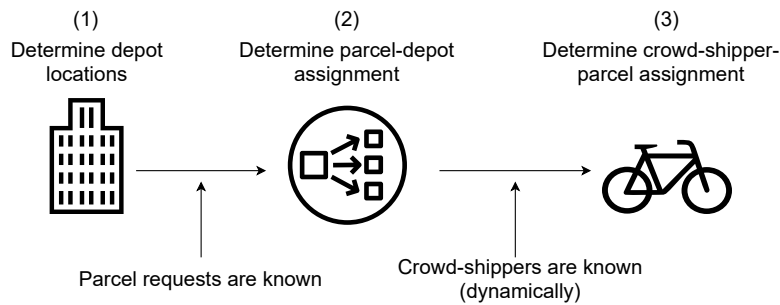 (1)
Determine depot
locations
(2)
Determine parcel-depot
assignment
(3)
Determine crowd-shipper-
parcel assignment
Parcel requests are known
Crowd-shippers are known
(dynamically)